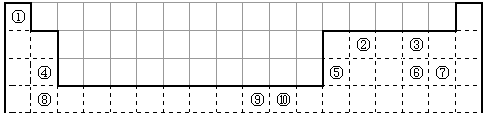 ①
② ③
④ ⑤ ⑥ ⑦
⑧ ⑨ ⑩